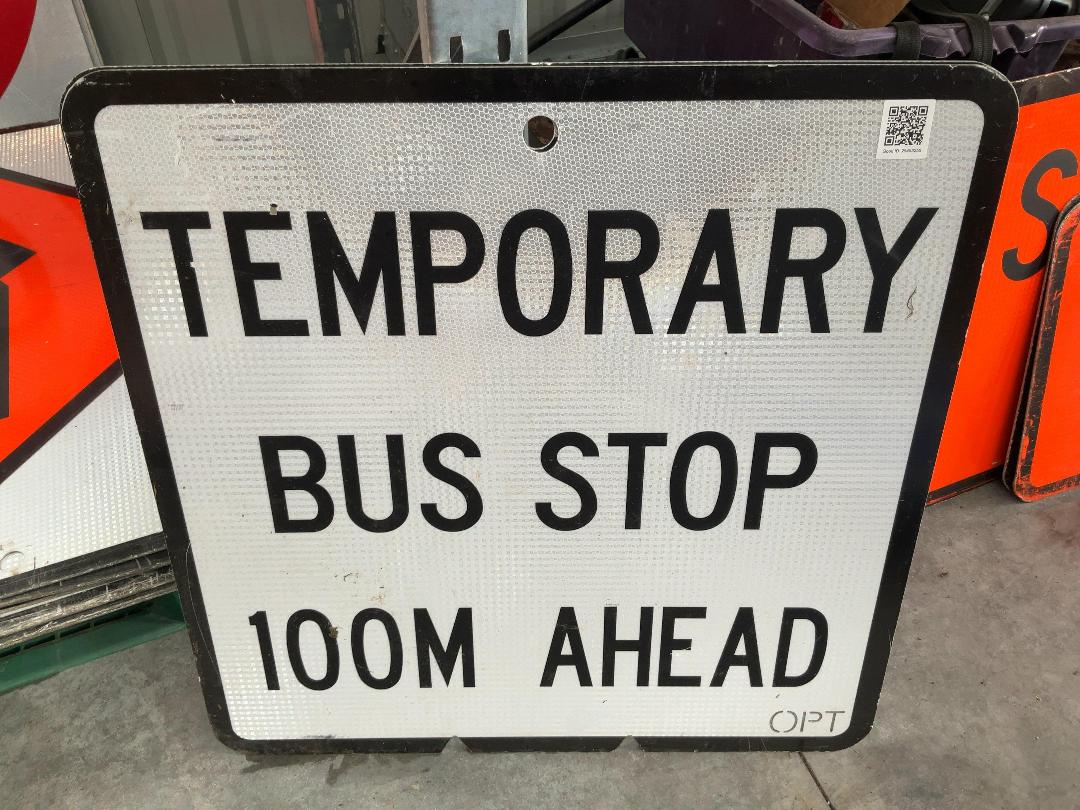 TEMPORARY
BUS STOP
100M AHEAD
OPT
S